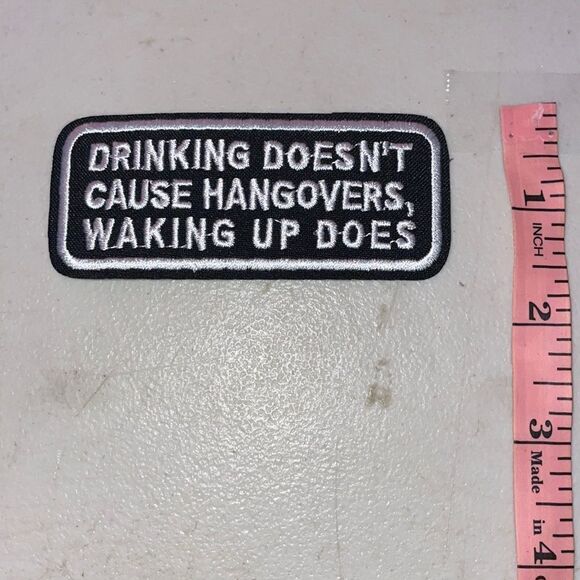 DRINKING DOESN'T
CAUSE HANGOVERS,
WAKING UP DOES
1
INCH
2
3
Made
in
4